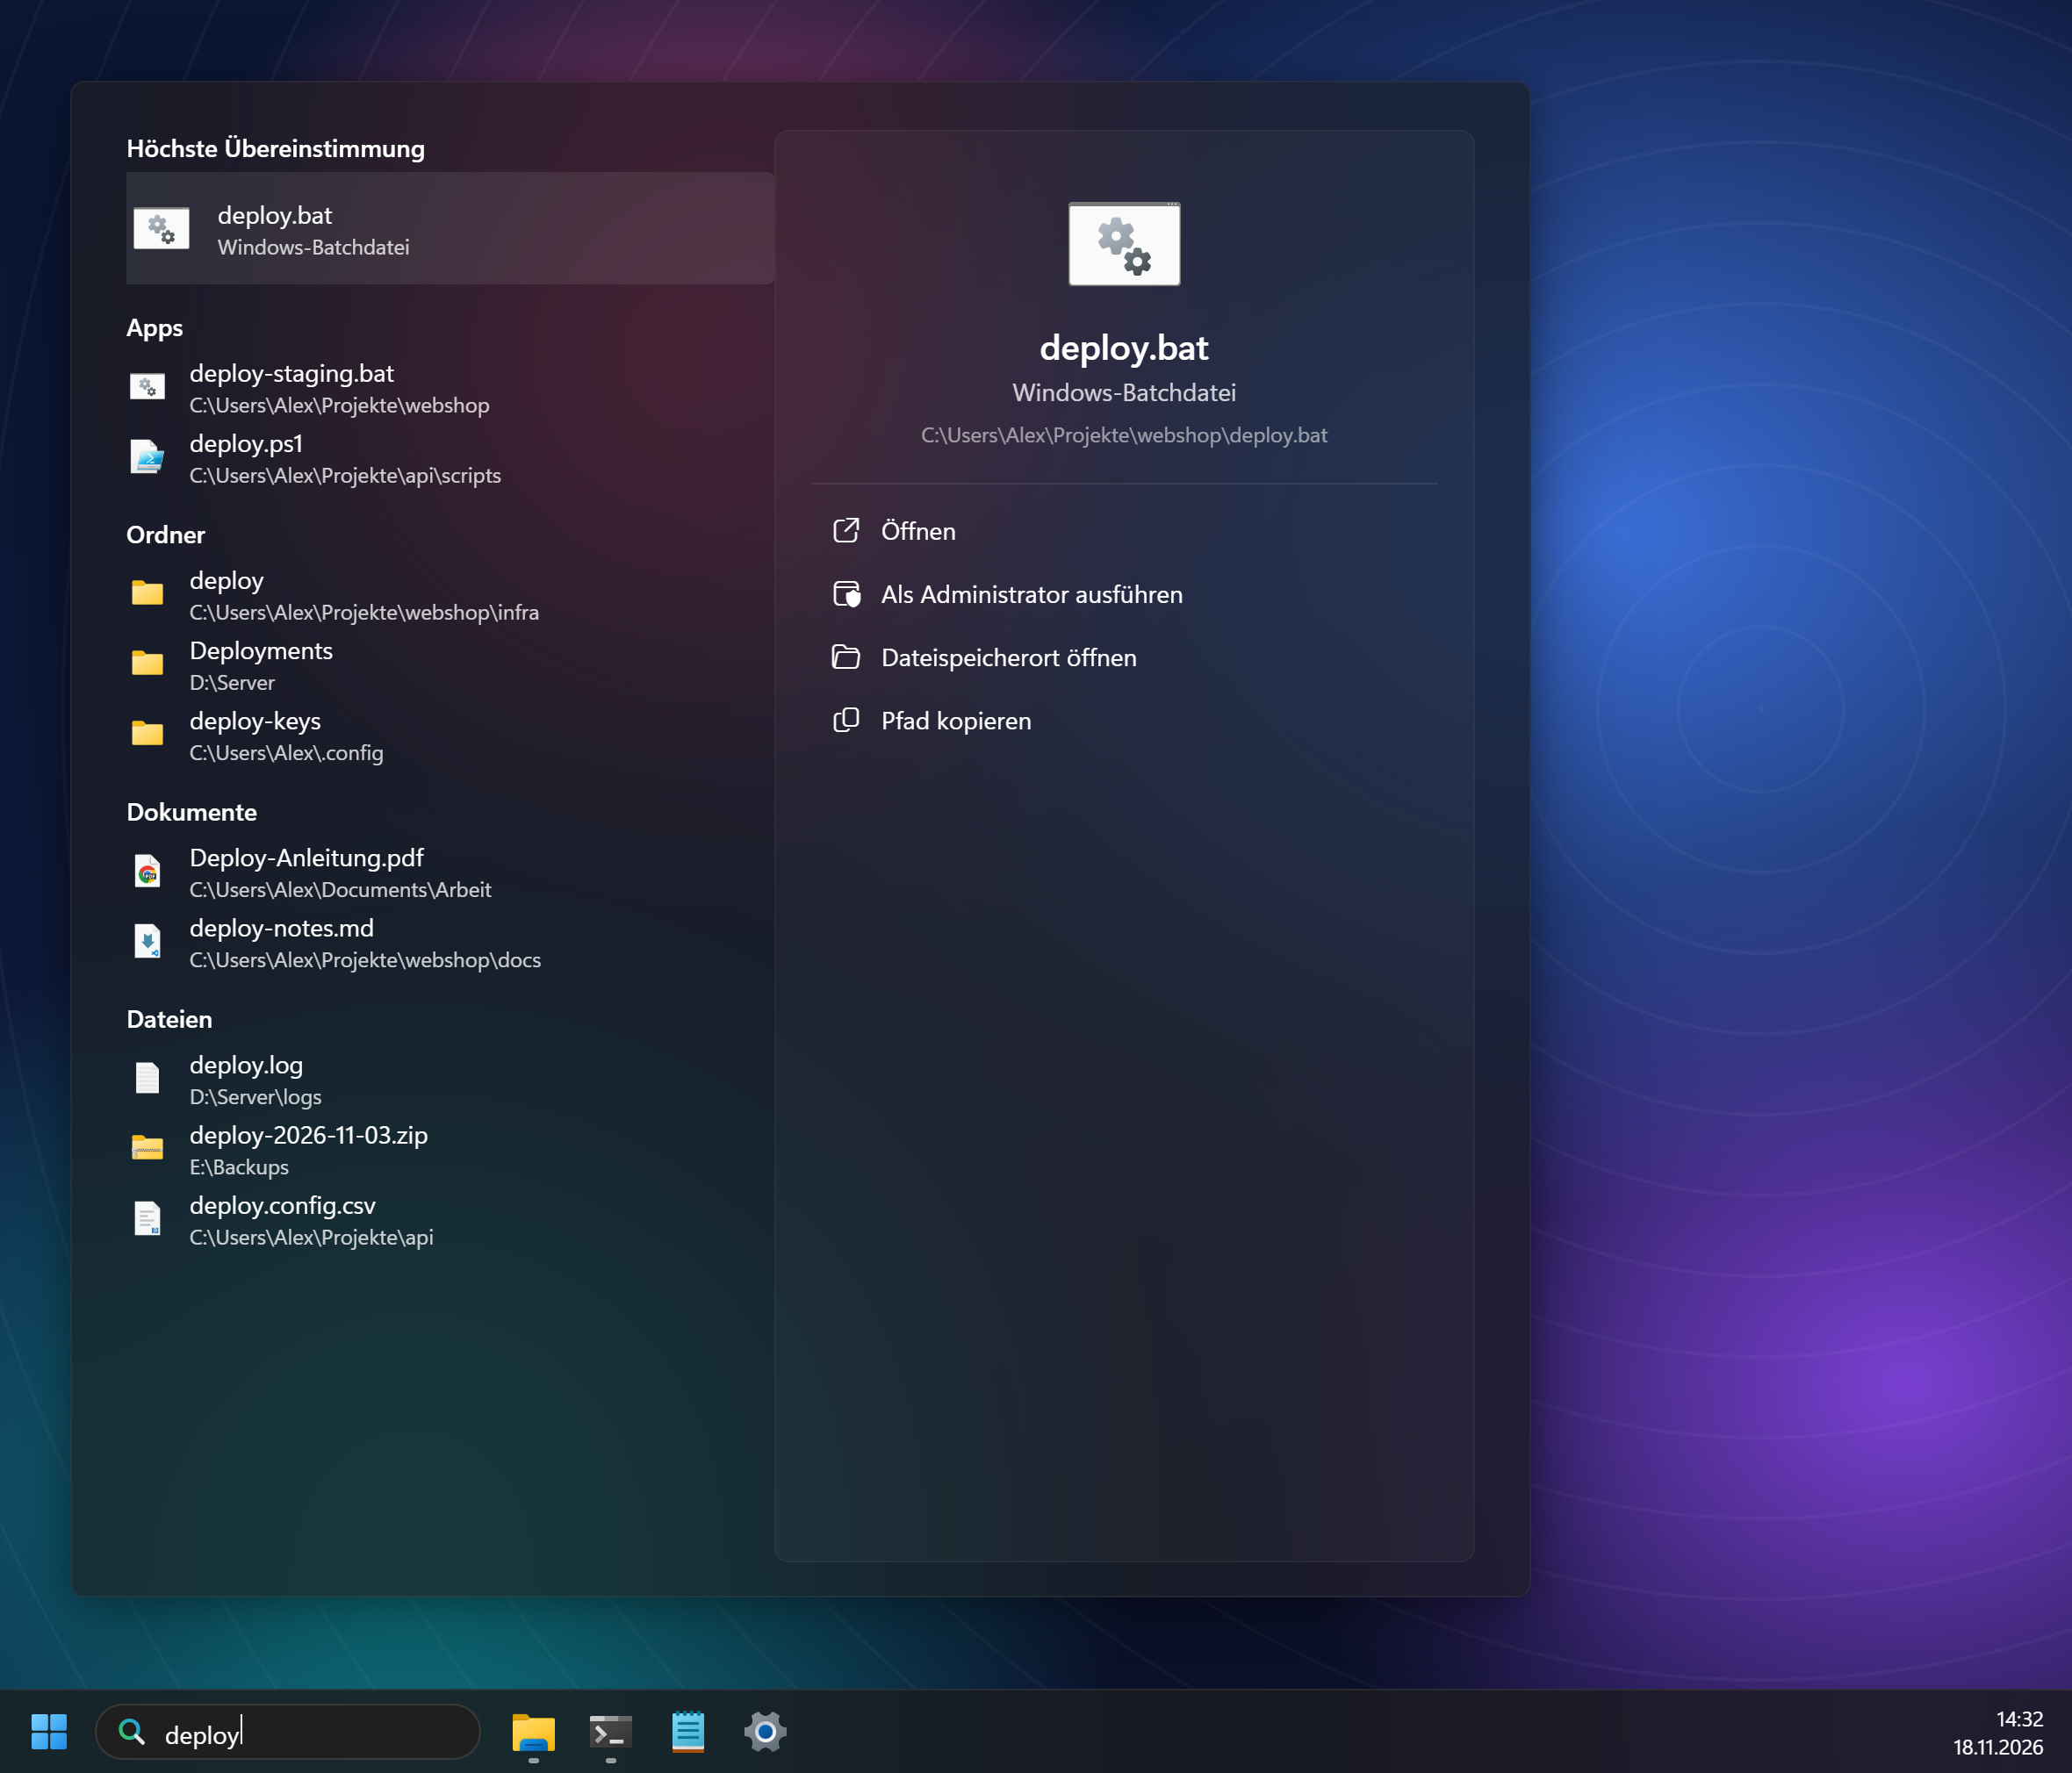 Höchste Übereinstimmung
deploy.bat
Windows-Batchdatei
Apps
deploy-staging.bat
C:\Users\Alex\Projekte\webshop
deploy.ps1
C:\Users\Alex\Projekte\api\scripts
Ordner
deploy
C:\Users\Alex\Projekte\webshop\infra
Deployments
D:\Server
deploy-keys
C:\Users\Alex\.config
Dokumente
Deploy-Anleitung.pdf
C:\Users\Alex\Documents\Arbeit
deploy-notes.md
C:\Users\Alex\Projekte\webshop\docs
Dateien
deploy.log
D:\Server\logs
deploy-2026-11-03.zip
E:\Backups
deploy.config.csv
C:\Users\Alex\Projekte\api
deploy.bat
Windows-Batchdatei
C:\Users\Alex\Projekte\webshop\deploy.bat
Öffnen
Als Administrator ausführen
Dateispeicherort öffnen
Pfad kopieren
deploy
14:32
18.11.2026